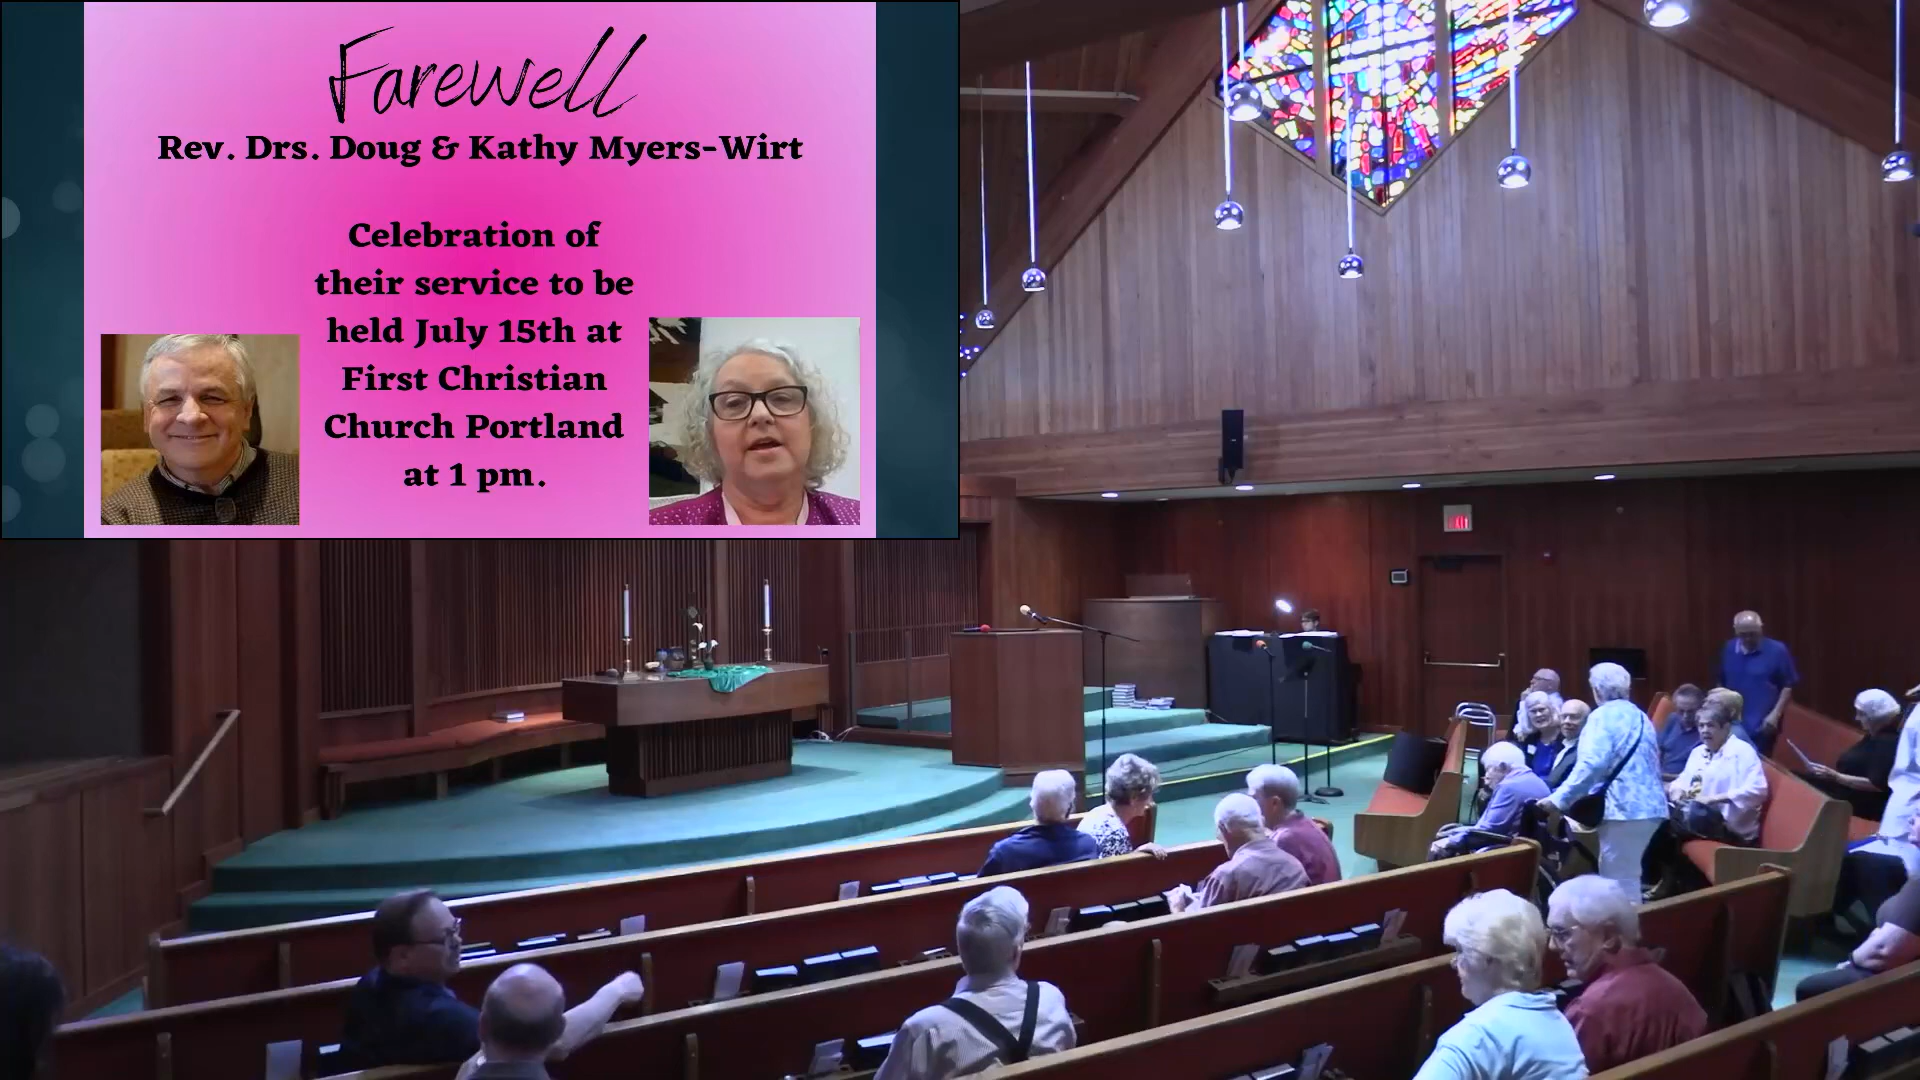 Farewell
Rev. Drs. Doug & Kathy Myers-Wirt
Celebration of
their service to be
held July 15th at
First Christian
Church Portland
at 1 pm.